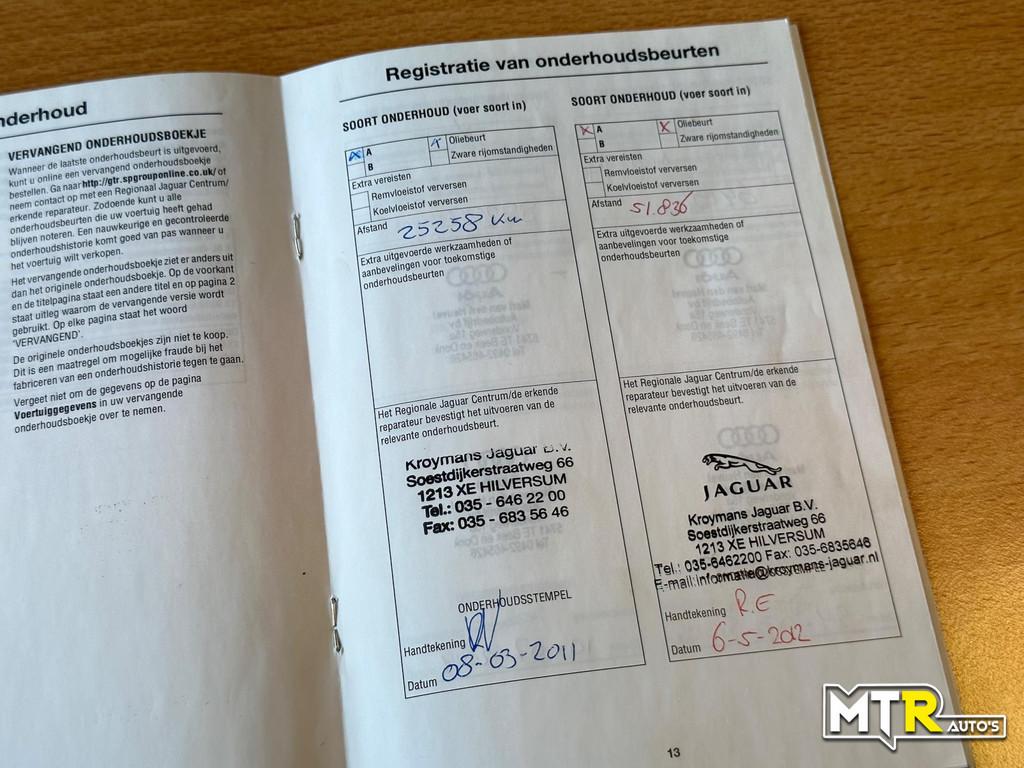 nderhoud
VERVANGEND ONDERHOUDSBOEKJE
Wanneer de laatste onderhoudsbeurt is uitgevoerd,
kunt u online een vervangend onderhoudsboekje
bestellen. Ga naar http://gtr.spgrouponline.co.uk/ of
neem contact op met een Regionaal Jaguar Centrum/
erkende reparateur. Zodoende kunt u alle
onderhoudsbeurten die uw voertuig heeft gehad
blijven noteren. Een nauwkeurige en gecontroleerde
onderhoudshistorie komt goed van pas wanneer u
het voertuig wilt verkopen.
Het vervangende onderhoudsboekje ziet er anders uit
dan het originele onderhoudsboekje. Op de voorkant
en de titelpagina staat een andere titel en op pagina 2
staat uitleg waarom de vervangende versie wordt
gebruikt. Op elke pagina staat het woord
'VERVANGEND'.
De originele onderhoudsboekjes zijn niet te koop.
Dit is een maatregel om mogelijke fraude bij het
fabriceren van een onderhoudshistorie tegen te gaan.
Vergeet niet om de gegevens op de pagina
Voertuiggegevens in uw vervangende
onderhoudsboekje over te nemen.
Registratie van onderhoudsbeurten
SOORT ONDERHOUD (voer soort in)
X A X Oliebeurt
B Zware rijomstandigheden
Extra vereisten
Remvloeistof verversen
Koelvloeistof verversen
Afstand 25258 Km
Extra uitgevoerde werkzaamheden of
aanbevelingen voor toekomstige
onderhoudsbeurten
Het Regionale Jaguar Centrum/de erkende
reparateur bevestigt het uitvoeren van de
relevante onderhoudsbeurt.
Kroymans Jaguar B.V.
Soestdijkerstraatweg 66
1213 XE HILVERSUM
Tel.: 035 - 646 22 00
Fax: 035 - 683 56 46
ONDERHOUDSSTEMPEL
Handtekening
Datum 08-03-2011
SOORT ONDERHOUD (voer soort in)
X A X Oliebeurt
B Zware rijomstandigheden
Extra vereisten
Remvloeistof verversen
Koelvloeistof verversen
Afstand 51.836
Extra uitgevoerde werkzaamheden of
aanbevelingen voor toekomstige
onderhoudsbeurten
Het Regionale Jaguar Centrum/de erkende
reparateur bevestigt het uitvoeren van de
relevante onderhoudsbeurt.
JAGUAR
Kroymans Jaguar B.V.
Soestdijkerstraatweg 66
1213 XE HILVERSUM
Tel.: 035-6462200 Fax: 035-6835646
E-mail: informatie@kroymans-jaguar.nl
Handtekening R.E
Datum 6-5-2012
13
MTR AUTO'S